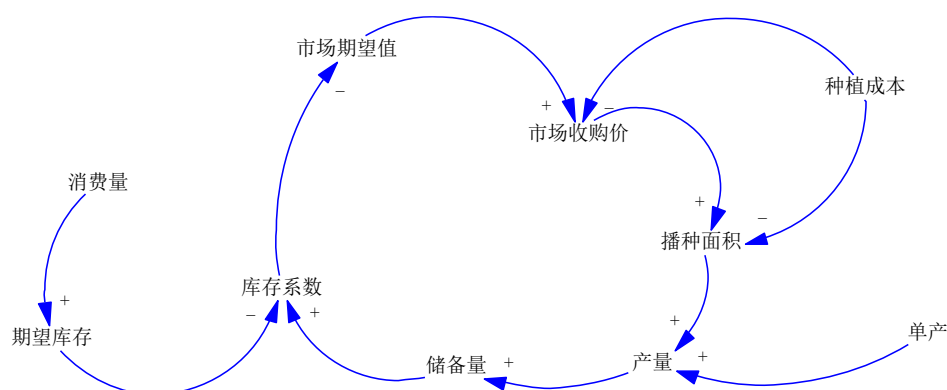 市场期望值
种植成本
+
−
市场收购价
消费量
+
−
播种面积
库存系数
+
−
+
期望库存
+
单产
储备量
+
产量
+
−